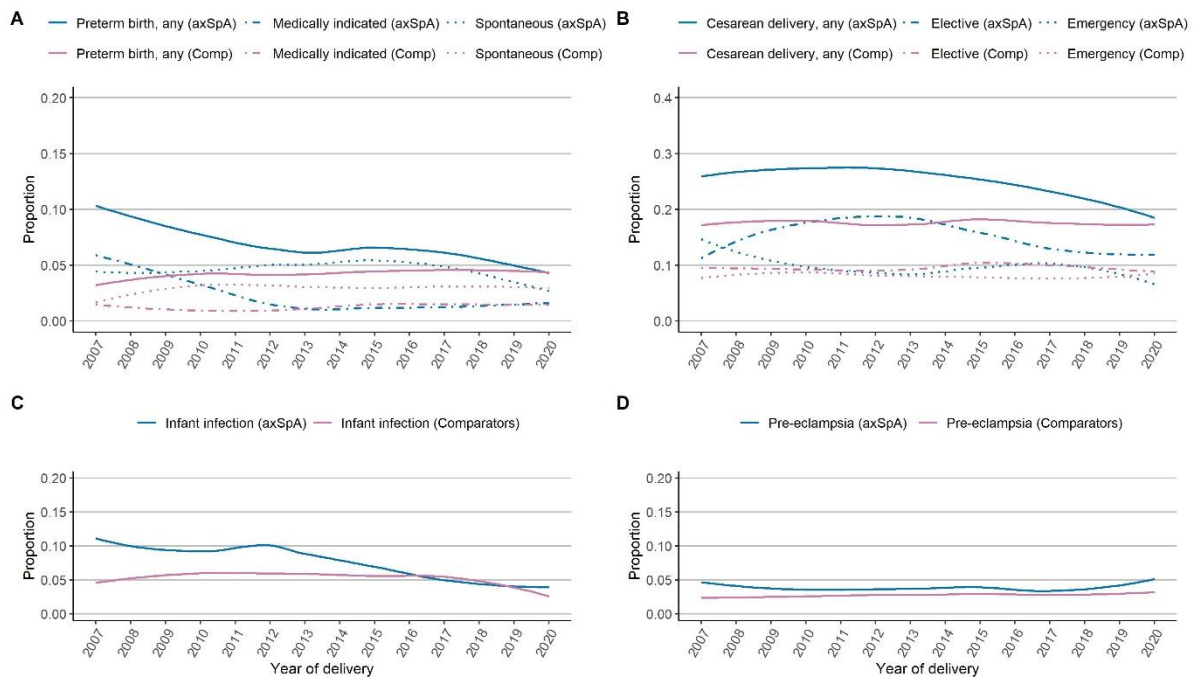 A
Preterm birth, any (axSpA) Medically indicated (axSpA) Spontaneous (axSpA)
Preterm birth, any (Comp) Medically indicated (Comp) Spontaneous (Comp)
0.20
0.15
0.10
0.05
0.00
Proportion
2007 2008 2009 2010 2011 2012 2013 2014 2015 2016 2017 2018 2019 2020
B
Cesarean delivery, any (axSpA) Elective (axSpA) Emergency (axSpA)
Cesarean delivery, any (Comp) Elective (Comp) Emergency (Comp)
0.4
0.3
0.2
0.1
0.0
Proportion
2007 2008 2009 2010 2011 2012 2013 2014 2015 2016 2017 2018 2019 2020
C
Infant infection (axSpA) Infant infection (Comparators)
0.20
0.15
0.10
0.05
0.00
Proportion
2007 2008 2009 2010 2011 2012 2013 2014 2015 2016 2017 2018 2019 2020
Year of delivery
D
Pre-eclampsia (axSpA) Pre-eclampsia (Comparators)
0.20
0.15
0.10
0.05
0.00
Proportion
2007 2008 2009 2010 2011 2012 2013 2014 2015 2016 2017 2018 2019 2020
Year of delivery